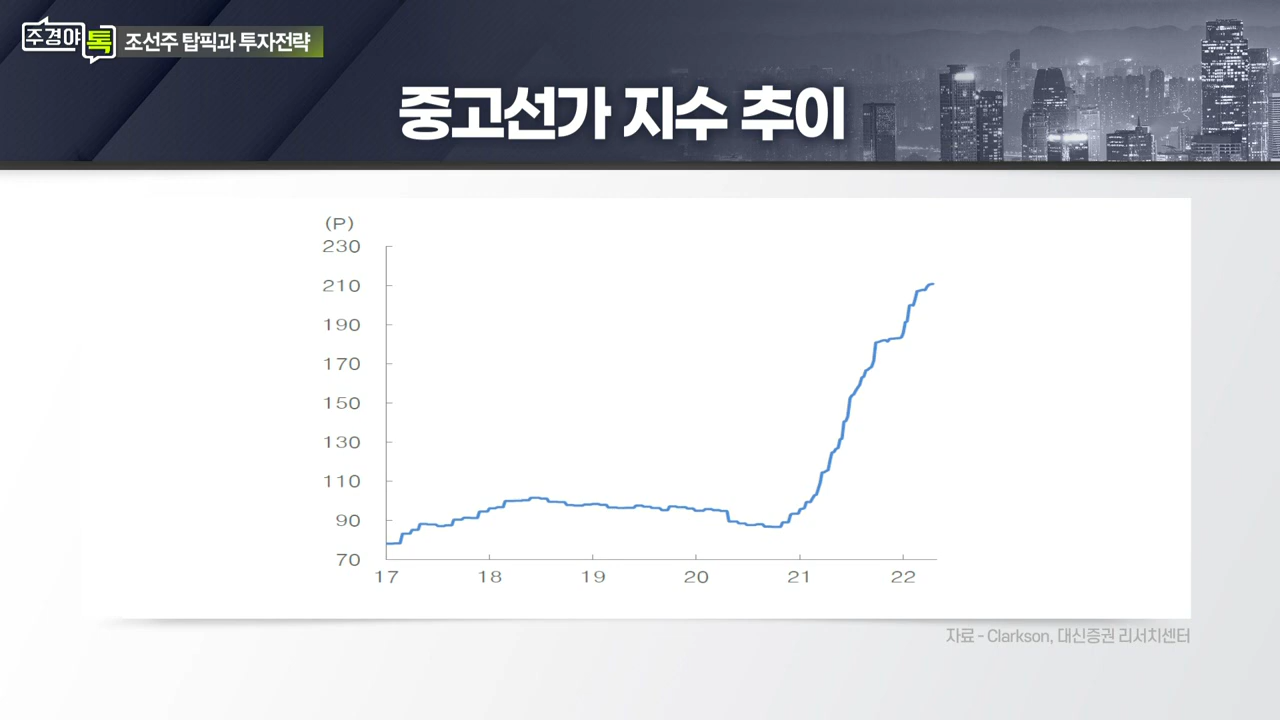 주경야톡
조선주 탑픽과 투자전략
중고선가 지수 추이
(P)
230
210
190
170
150
130
110
90
70
17 18 19 20 21 22
자료 - Clarkson, 대신증권 리서치센터